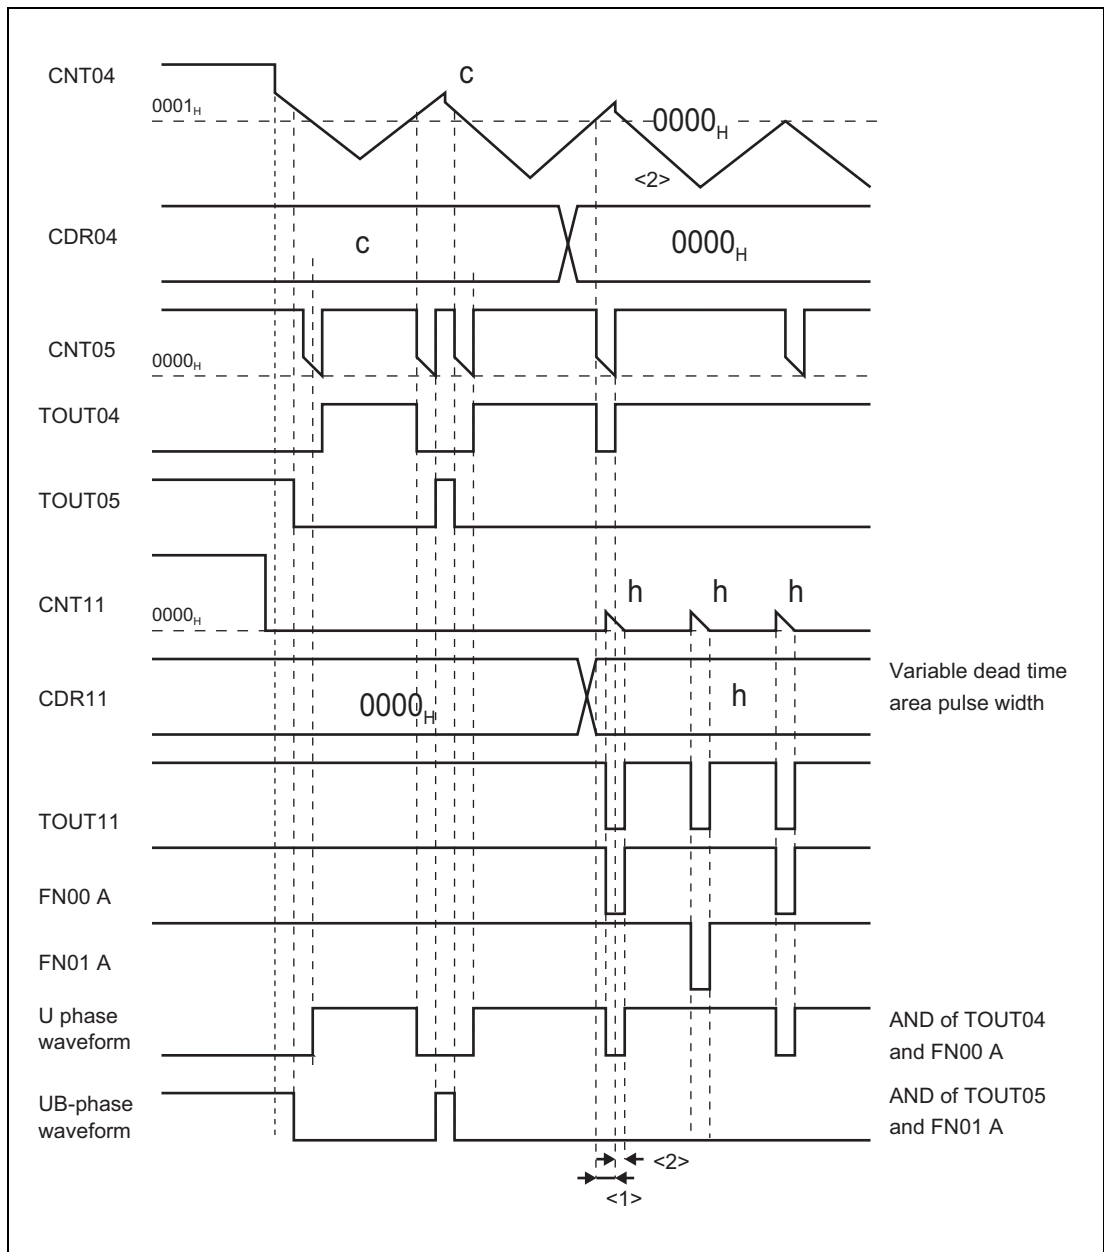 CNT04
c
0001H
0000H
<2>
CDR04
c
0000H
CNT05
0000H
TOUT04
TOUT05
CNT11
0000H
h h h
CDR11
0000H
h
Variable dead time
area pulse width
TOUT11
FN00 A
FN01 A
U phase
waveform
AND of TOUT04
and FN00 A
UB-phase
waveform
AND of TOUT05
and FN01 A
<2>
<1>